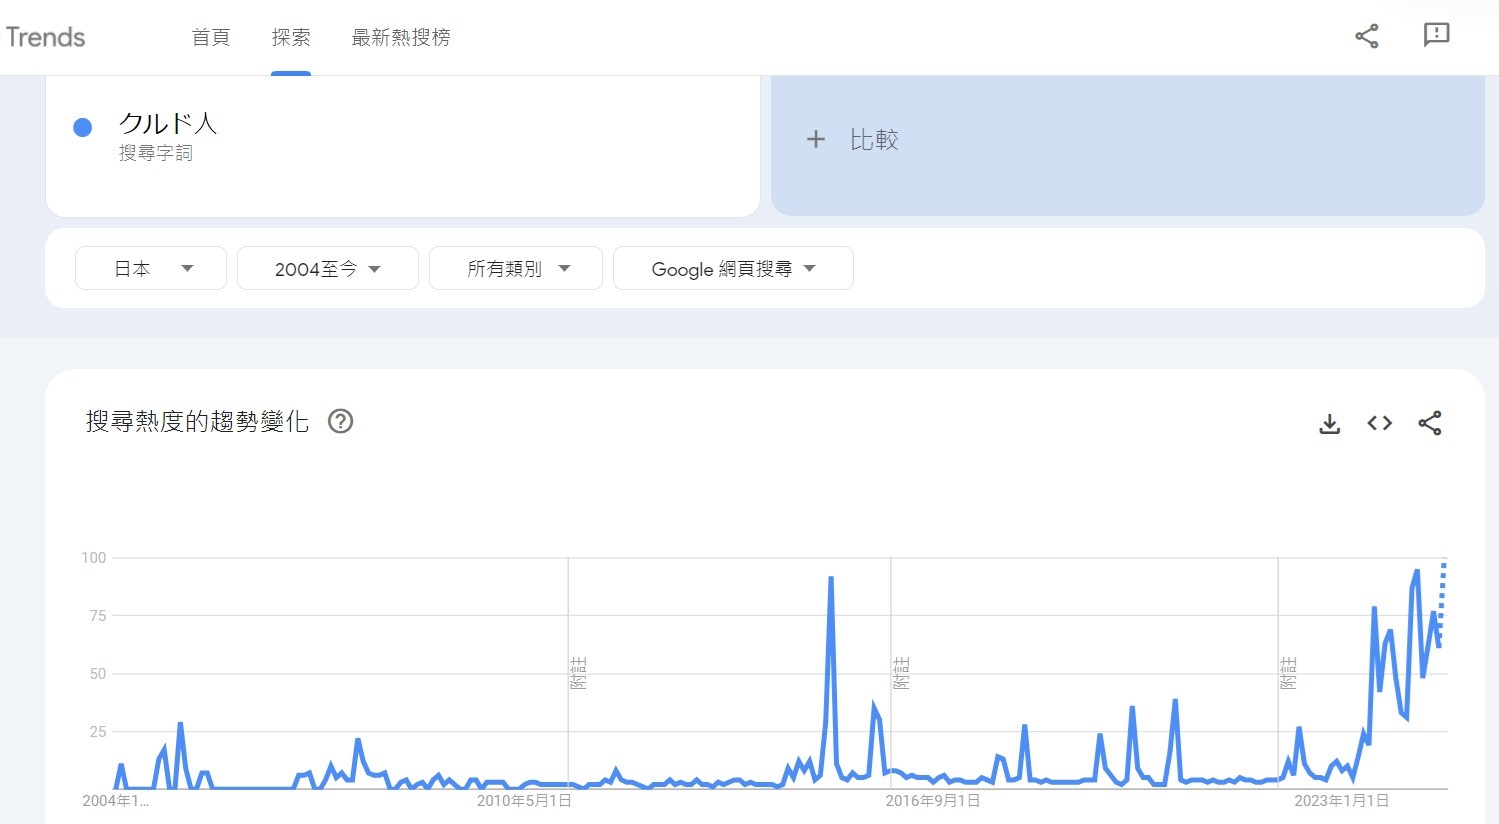 Trends
首頁
探索
最新熱搜榜
クルド人
搜尋字詞
+ 比較
日本
2004至今
所有類別
Google 網頁搜尋
搜尋熱度的趨勢變化
100
75
50
25
附註
附註
附註
2004年1...
2010年5月1日
2016年9月1日
2023年1月1日